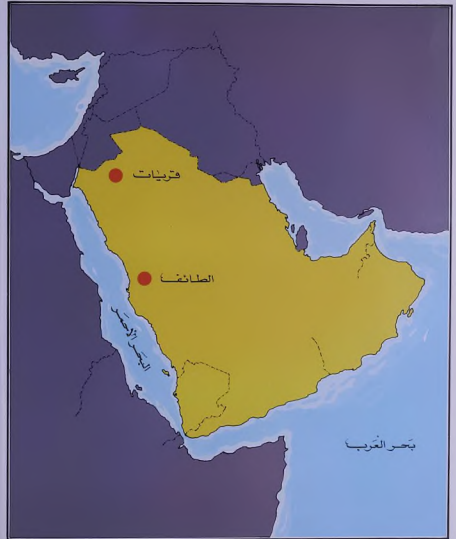 قريات
الطائف
البحر الأحمر
بحر العرب